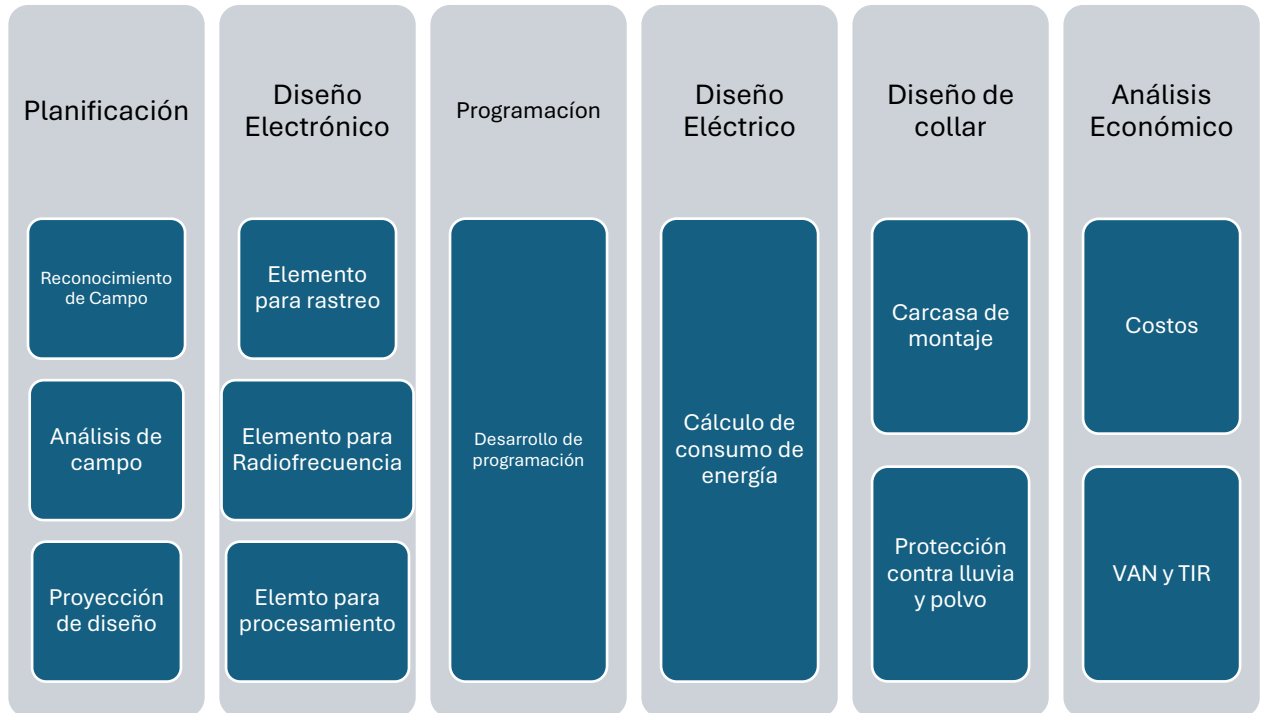 Planificación
Reconocimiento
de Campo
Análisis de
campo
Proyección
de diseño
Diseño
Electrónico
Elemento
para rastreo
Elemento para
Radiofrecuencia
Elemto para
procesamiento
Programacíon
Desarrollo de
programación
Diseño
Eléctrico
Cálculo de
consumo de
energía
Diseño de
collar
Carcasa de
montaje
Protección
contra lluvia
y polvo
Análisis
Económico
Costos
VAN y TIR